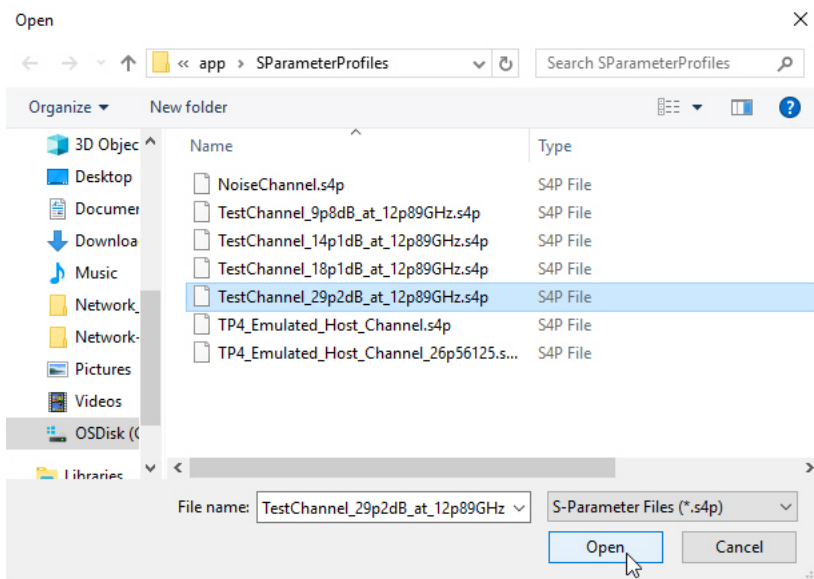 Open
« app › SParameterProfiles
Search SParameterProfiles
Organize
New folder
3D Objec
Desktop
Documer
Downloa
Music
Network_
Network-
Pictures
Videos
OSDisk (C
Libraries
Name
Type
NoiseChannel.s4p S4P File
TestChannel_9p8dB_at_12p89GHz.s4p S4P File
TestChannel_14p1dB_at_12p89GHz.s4p S4P File
TestChannel_18p1dB_at_12p89GHz.s4p S4P File
TestChannel_29p2dB_at_12p89GHz.s4p S4P File
TP4_Emulated_Host_Channel.s4p S4P File
TP4_Emulated_Host_Channel_26p56125.s... S4P File
File name: TestChannel_29p2dB_at_12p89GHz
S-Parameter Files (*.s4p)
Open
Cancel